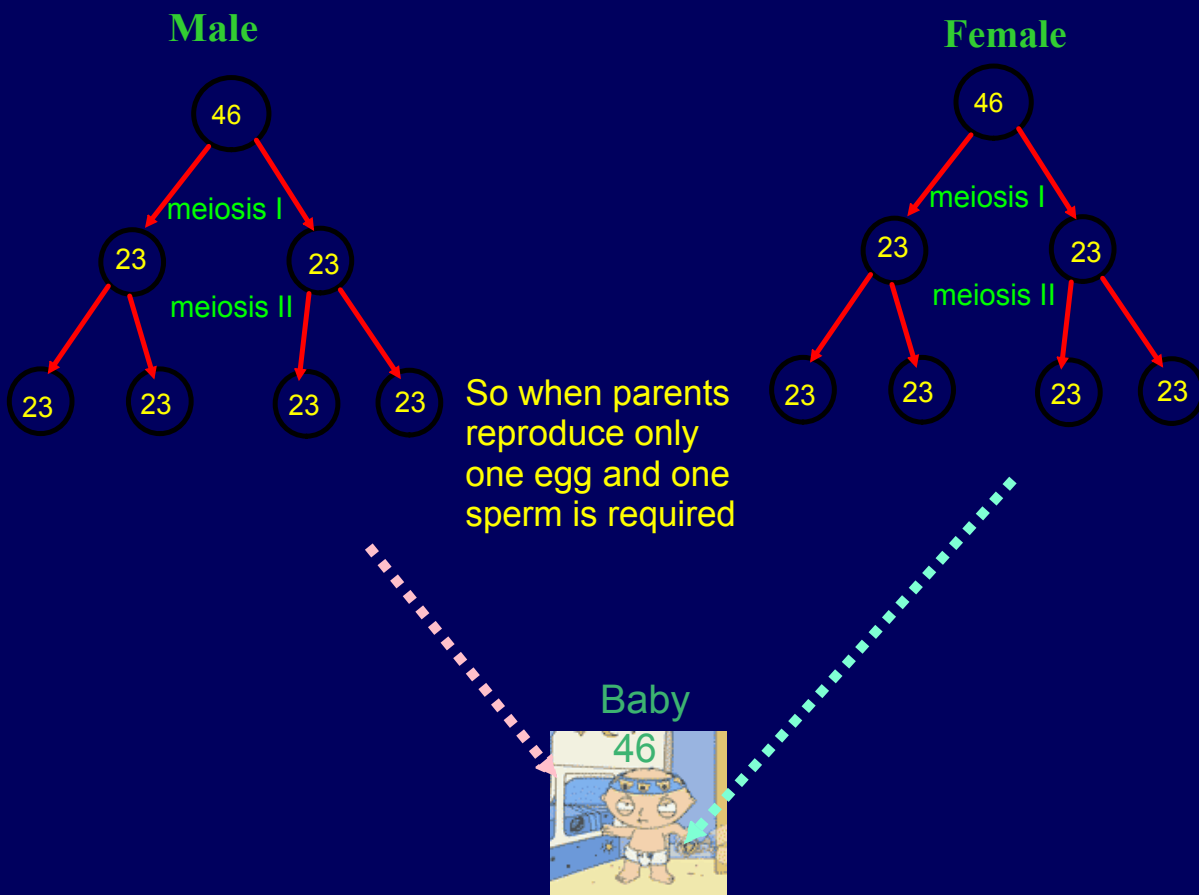 Male
46
meiosis I
23
23
meiosis II
23
23
23
23
Female
46
meiosis I
23
23
meiosis II
23
23
23
23
So when parents
reproduce only
one egg and one
sperm is required
Baby
46